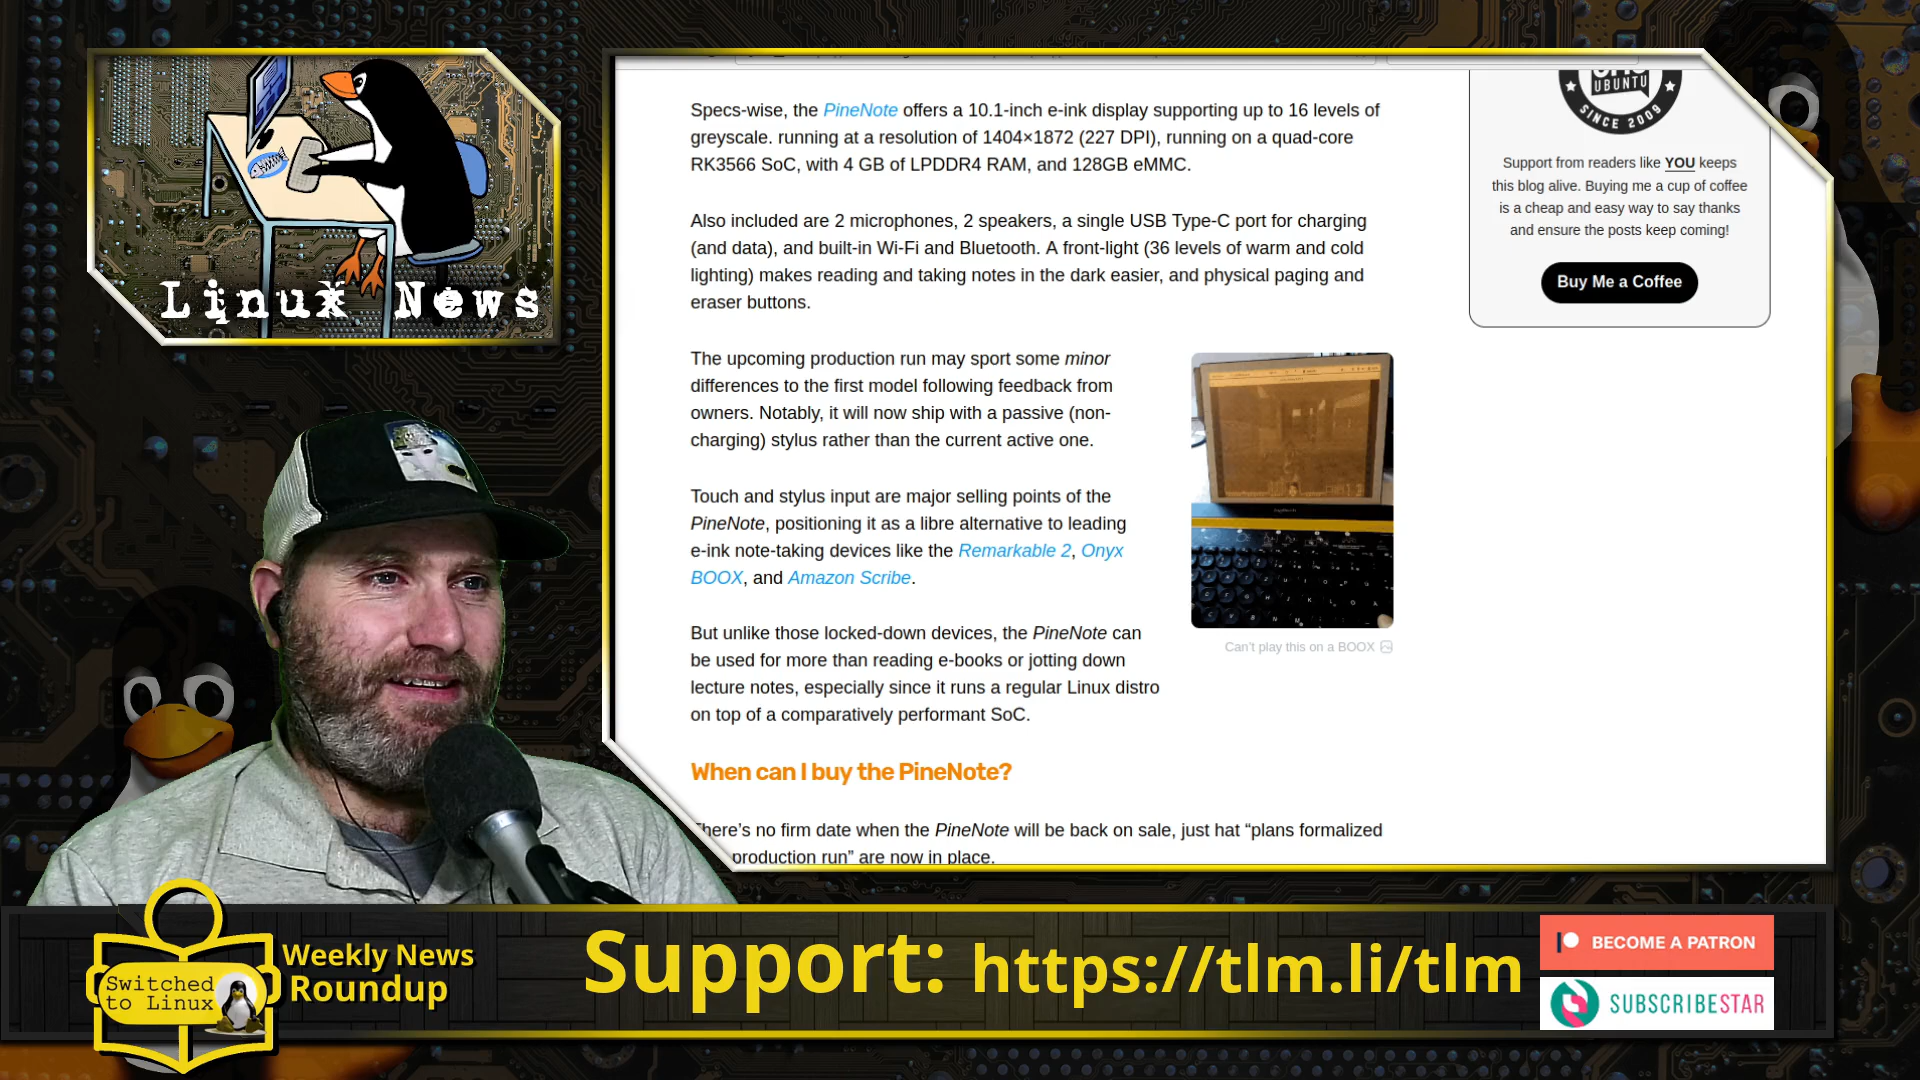 Linux News
Specs-wise, the PineNote offers a 10.1-inch e-ink display supporting up to 16 levels of
greyscale. running at a resolution of 1404×1872 (227 DPI), running on a quad-core
RK3566 SoC, with 4 GB of LPDDR4 RAM, and 128GB eMMC.
Also included are 2 microphones, 2 speakers, a single USB Type-C port for charging
(and data), and built-in Wi-Fi and Bluetooth. A front-light (36 levels of warm and cold
lighting) makes reading and taking notes in the dark easier, and physical paging and
eraser buttons.
The upcoming production run may sport some minor
differences to the first model following feedback from
owners. Notably, it will now ship with a passive (non-
charging) stylus rather than the current active one.
Touch and stylus input are major selling points of the
PineNote, positioning it as a libre alternative to leading
e-ink note-taking devices like the Remarkable 2, Onyx
BOOX, and Amazon Scribe.
But unlike those locked-down devices, the PineNote can
be used for more than reading e-books or jotting down
lecture notes, especially since it runs a regular Linux distro
on top of a comparatively performant SoC.
Can't play this on a BOOX
When can I buy the PineNote?
There's no firm date when the PineNote will be back on sale, just hat “plans formalized
production run” are now in place.
UBUNTU
SINCE 2009
Support from readers like YOU keeps
this blog alive. Buying me a cup of coffee
is a cheap and easy way to say thanks
and ensure the posts keep coming!
Buy Me a Coffee
Switched
to Linux
Weekly News
Roundup
Support: https://tlm.li/tlm
BECOME A PATRON
SUBSCRIBESTAR